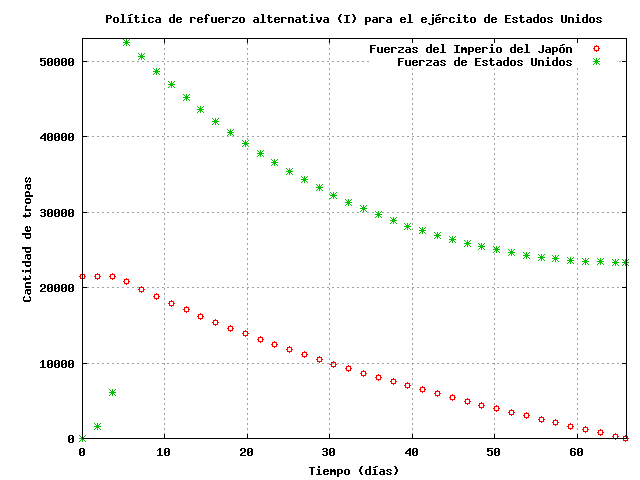 Política de refuerzo alternativa (I) para el ejército de Estados Unidos
Fuerzas del Imperio del Japón
Fuerzas de Estados Unidos
50000
40000
30000
20000
10000
0
Cantidad de tropas
0 10 20 30 40 50 60
Tiempo (días)